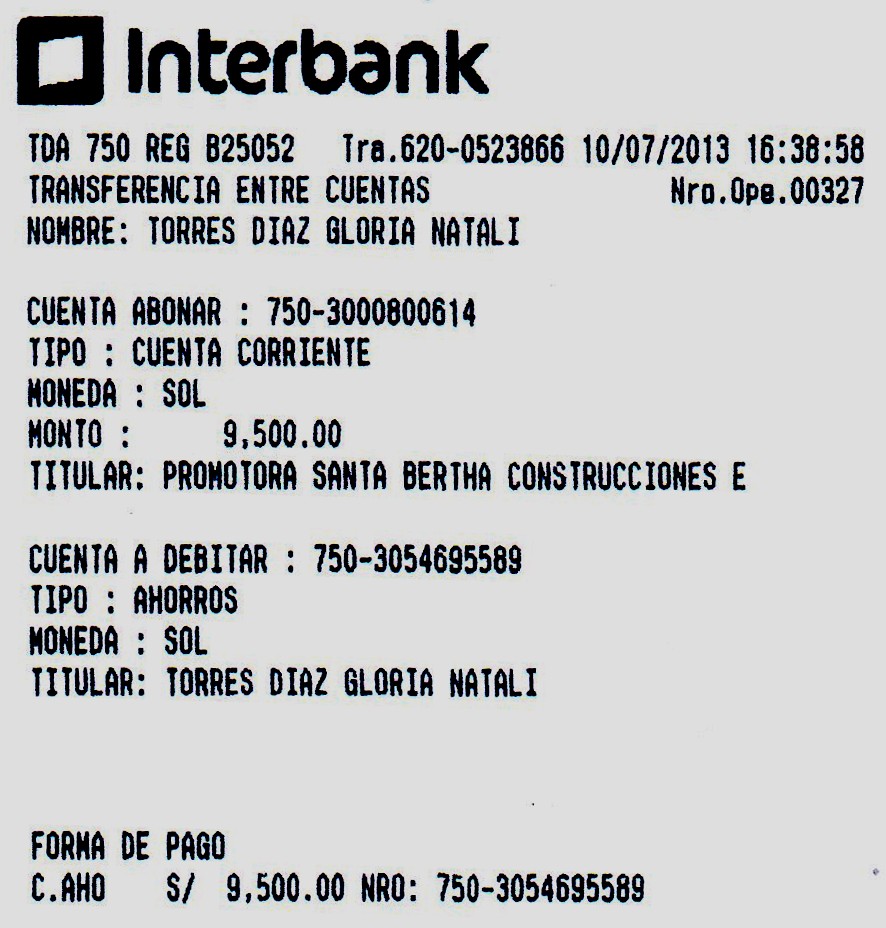 Interbank
TDA 750 REG B25052 Tra.620-0523866 10/07/2013 16:38:58
TRANSFERENCIA ENTRE CUENTAS Nro.Ope.00327
NOMBRE: TORRES DIAZ GLORIA NATALI
CUENTA ABONAR : 750-3000800614
TIPO : CUENTA CORRIENTE
MONEDA : SOL
MONTO : 9,500.00
TITULAR: PROMOTORA SANTA BERTHA CONSTRUCCIONES E
CUENTA A DEBITAR : 750-3054695589
TIPO : AHORROS
MONEDA : SOL
TITULAR: TORRES DIAZ GLORIA NATALI
FORMA DE PAGO
C.AHO S/ 9,500.00 NRO: 750-3054695589